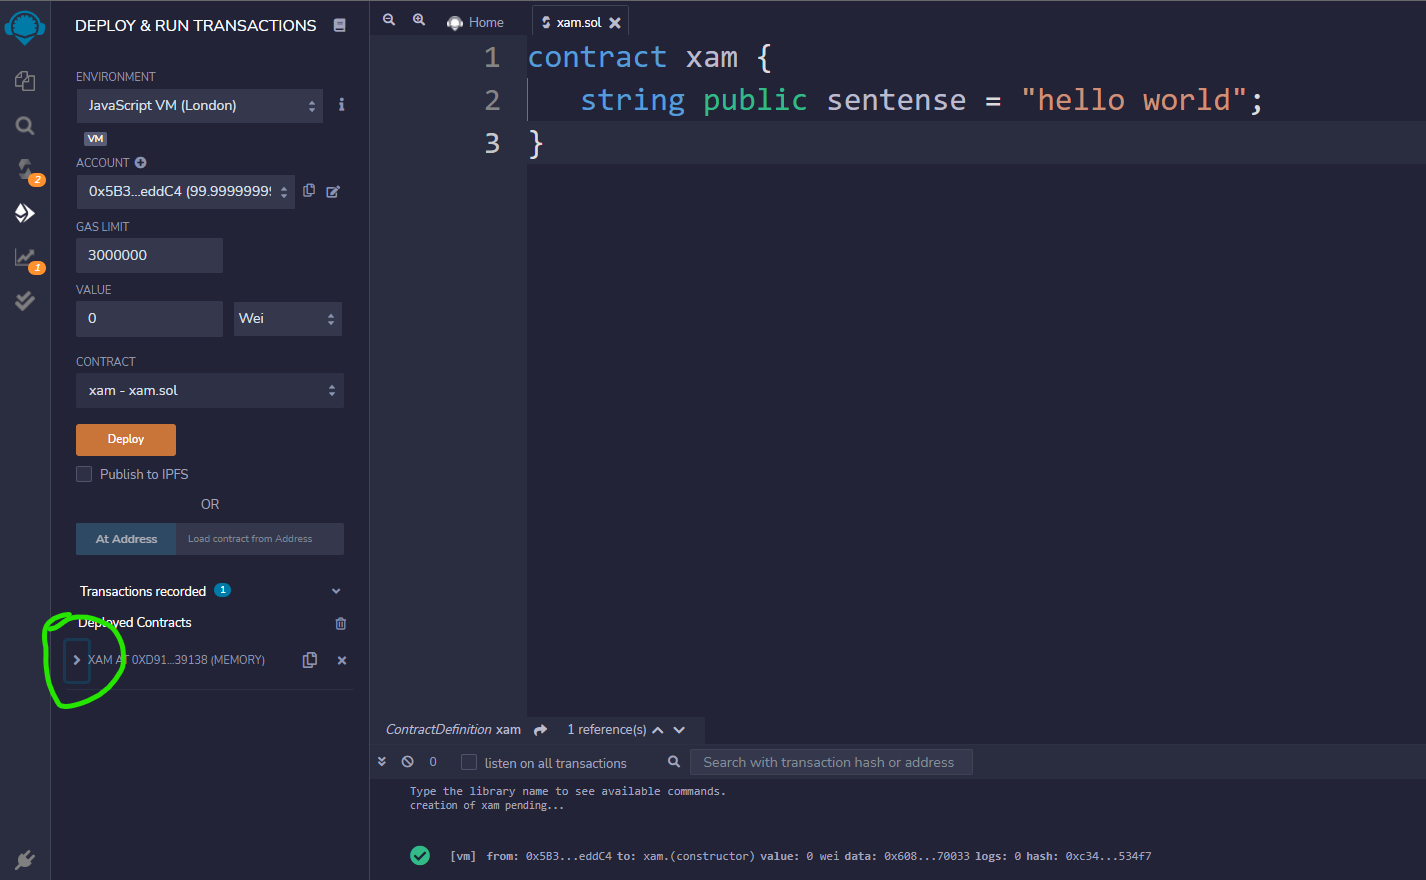 DEPLOY & RUN TRANSACTIONS
ENVIRONMENT
JavaScript VM (London)
VM
ACCOUNT
0x5B3...eddC4 (99.99999999
GAS LIMIT
3000000
VALUE
0
Wei
CONTRACT
xam - xam.sol
Deploy
Publish to IPFS
OR
At Address
Load contract from Address
Transactions recorded 1
Deployed Contracts
XAM AT 0XD91...39138 (MEMORY)
2
1
Home
xam.sol
1 contract xam {
2 string public sentense = "hello world";
3 }
ContractDefinition xam 1 reference(s)
0 listen on all transactions Search with transaction hash or address
Type the library name to see available commands.
creation of xam pending...
[vm] from: 0x5B3...eddC4 to: xam.(constructor) value: 0 wei data: 0x608...70033 logs: 0 hash: 0xc34...534f7